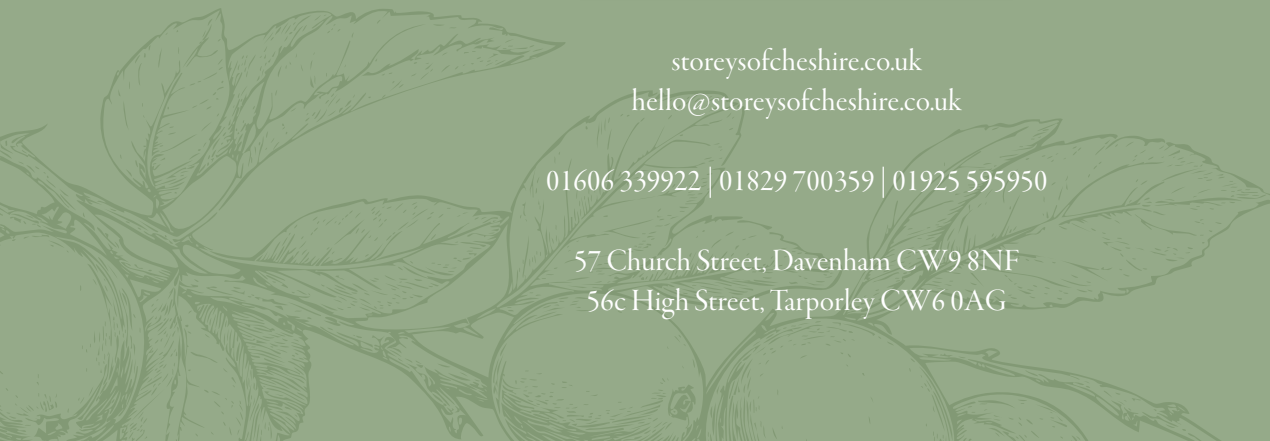 storeysofcheshire.co.uk
hello@storeysofcheshire.co.uk
01606 339922 | 01829 700359 | 01925 595950
57 Church Street, Davenham CW9 8NF
56c High Street, Tarporley CW6 0AG